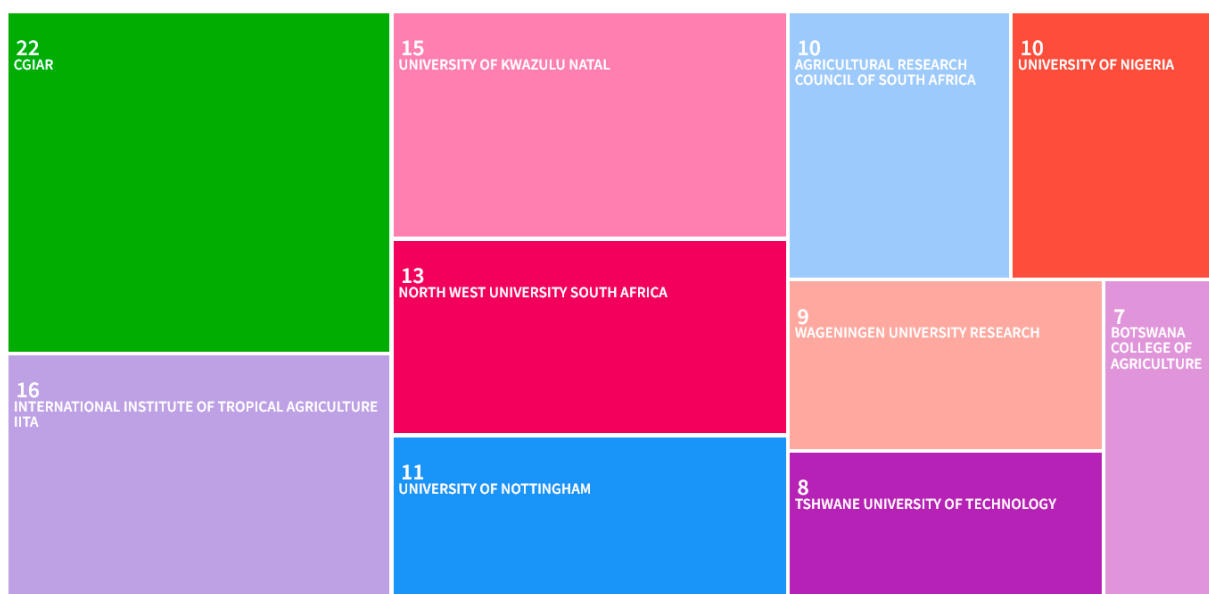 22
CGIAR
16
INTERNATIONAL INSTITUTE OF TROPICAL AGRICULTURE
IITA
15
UNIVERSITY OF KWAZULU NATAL
13
NORTH WEST UNIVERSITY SOUTH AFRICA
11
UNIVERSITY OF NOTTINGHAM
10
AGRICULTURAL RESEARCH
COUNCIL OF SOUTH AFRICA
10
UNIVERSITY OF NIGERIA
9
WAGENINGEN UNIVERSITY RESEARCH
8
TSHWANE UNIVERSITY OF TECHNOLOGY
7
BOTSWANA
COLLEGE OF
AGRICULTURE